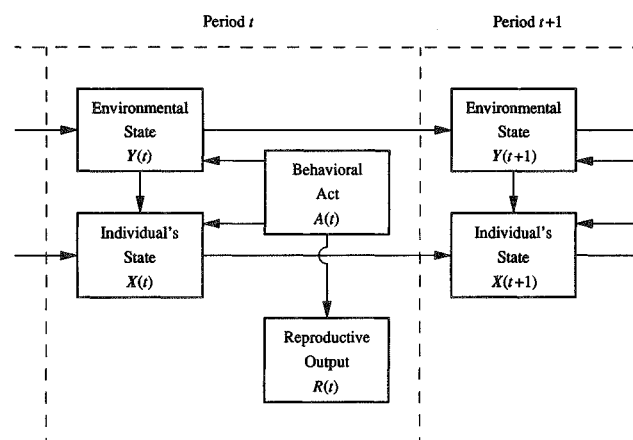 Period t
Period t+1
Environmental
State
Y(t)
Environmental
State
Y(t+1)
Behavioral
Act
A(t)
Individual's
State
X(t)
Individual's
State
X(t+1)
Reproductive
Output
R(t)